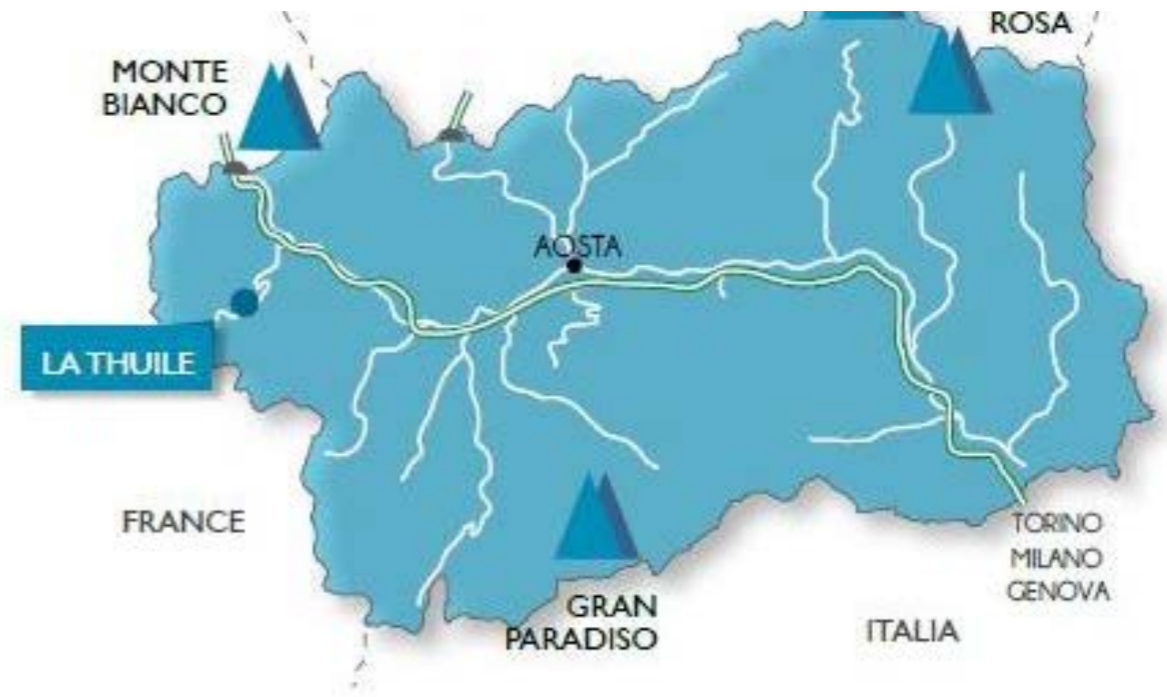 ROSA
MONTE
BIANCO
AOSTA
LA THUILE
FRANCE
TORINO
MILANO
GENOVA
GRAN
PARADISO
ITALIA